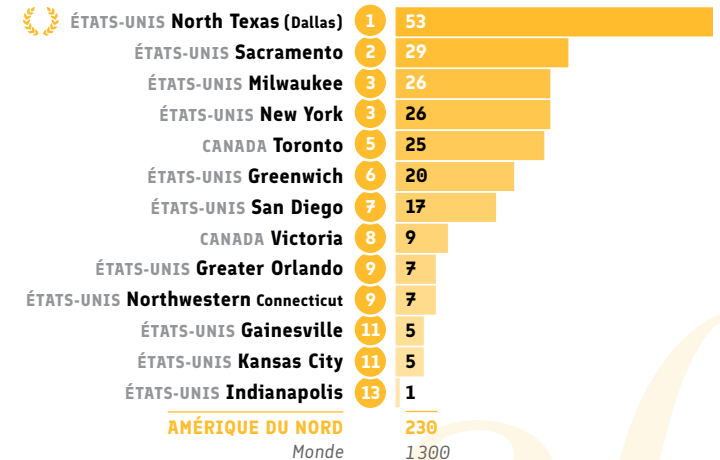 ÉTATS-UNIS North Texas (Dallas) 1 53
ÉTATS-UNIS Sacramento 2 29
ÉTATS-UNIS Milwaukee 3 26
ÉTATS-UNIS New York 3 26
CANADA Toronto 5 25
ÉTATS-UNIS Greenwich 6 20
ÉTATS-UNIS San Diego 7 17
CANADA Victoria 8 9
ÉTATS-UNIS Greater Orlando 9 7
ÉTATS-UNIS Northwestern Connecticut 9 7
ÉTATS-UNIS Gainesville 11 5
ÉTATS-UNIS Kansas City 11 5
ÉTATS-UNIS Indianapolis 13 1
AMÉRIQUE DU NORD 230
Monde 1300